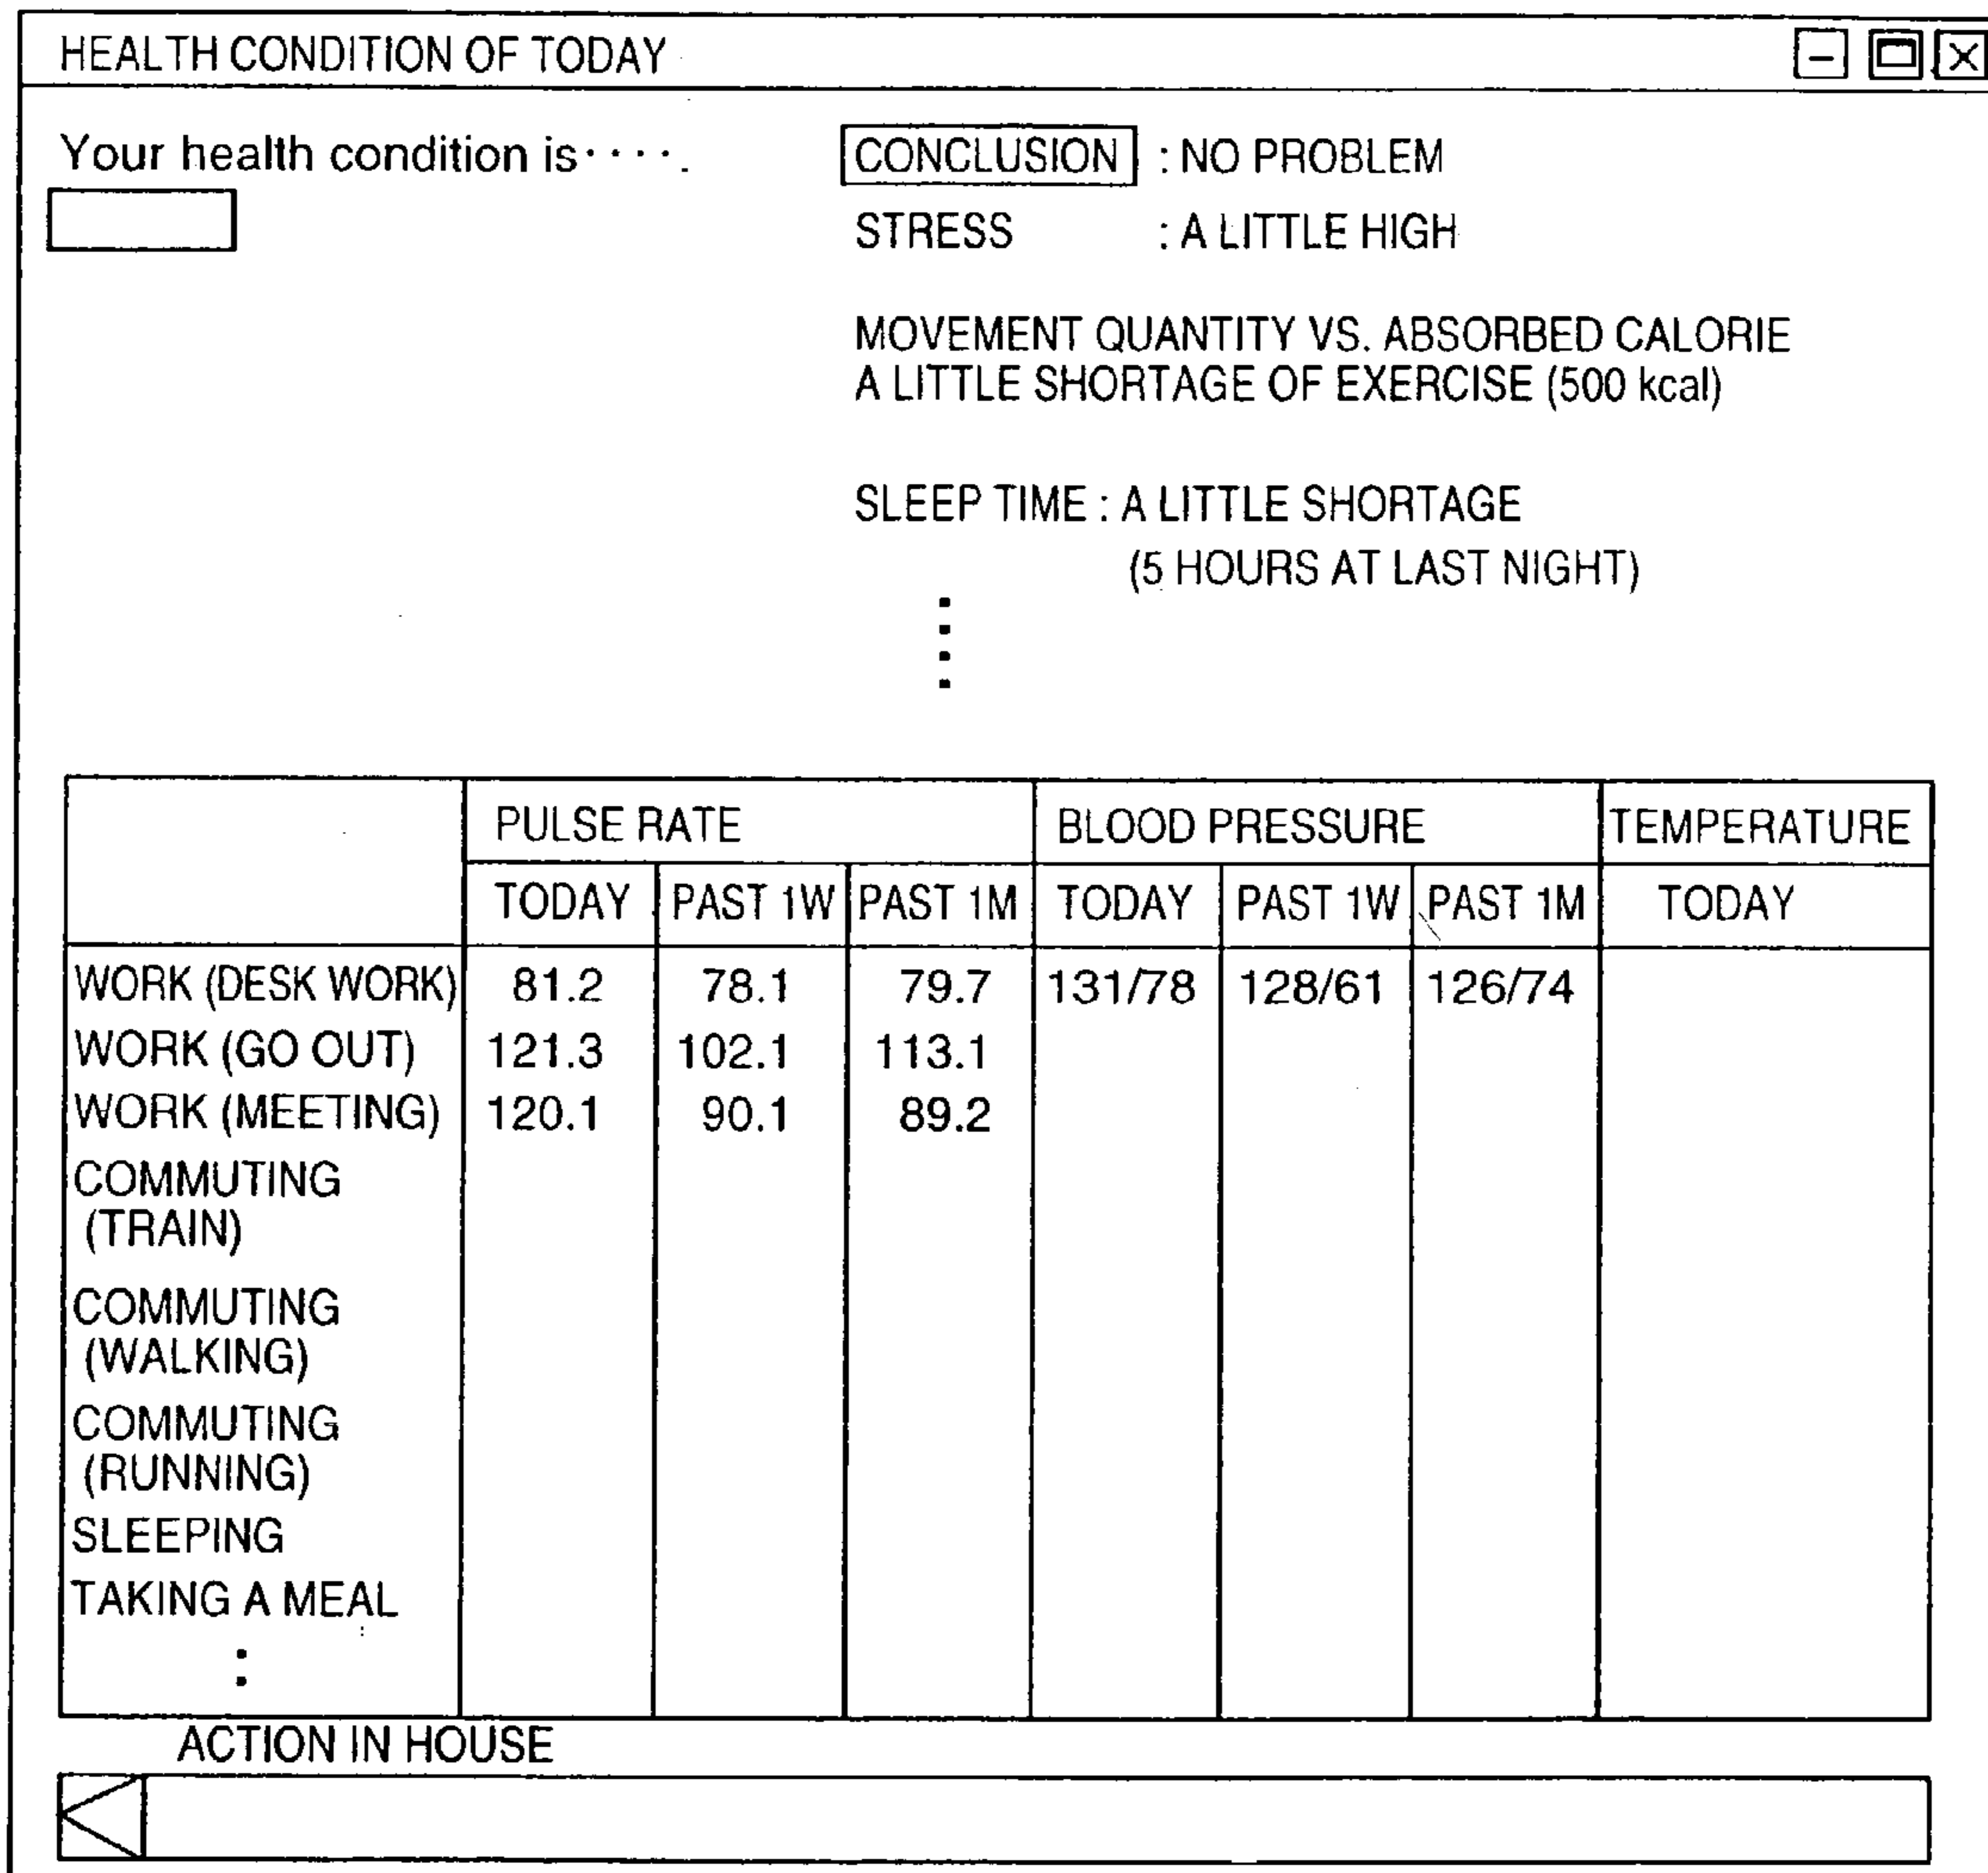 HEALTH CONDITION OF TODAY
Your health condition is · · · · .
CONCLUSION : NO PROBLEM
STRESS : A LITTLE HIGH
MOVEMENT QUANTITY VS. ABSORBED CALORIE
A LITTLE SHORTAGE OF EXERCISE (500 kcal)
SLEEP TIME : A LITTLE SHORTAGE
(5 HOURS AT LAST NIGHT)
PULSE RATE BLOOD PRESSURE TEMPERATURE
TODAY PAST 1W PAST 1M TODAY PAST 1W PAST 1M TODAY
WORK (DESK WORK) 81.2 78.1 79.7 131/78 128/61 126/74
WORK (GO OUT) 121.3 102.1 113.1
WORK (MEETING) 120.1 90.1 89.2
COMMUTING
(TRAIN)
COMMUTING
(WALKING)
COMMUTING
(RUNNING)
SLEEPING
TAKING A MEAL
ACTION IN HOUSE